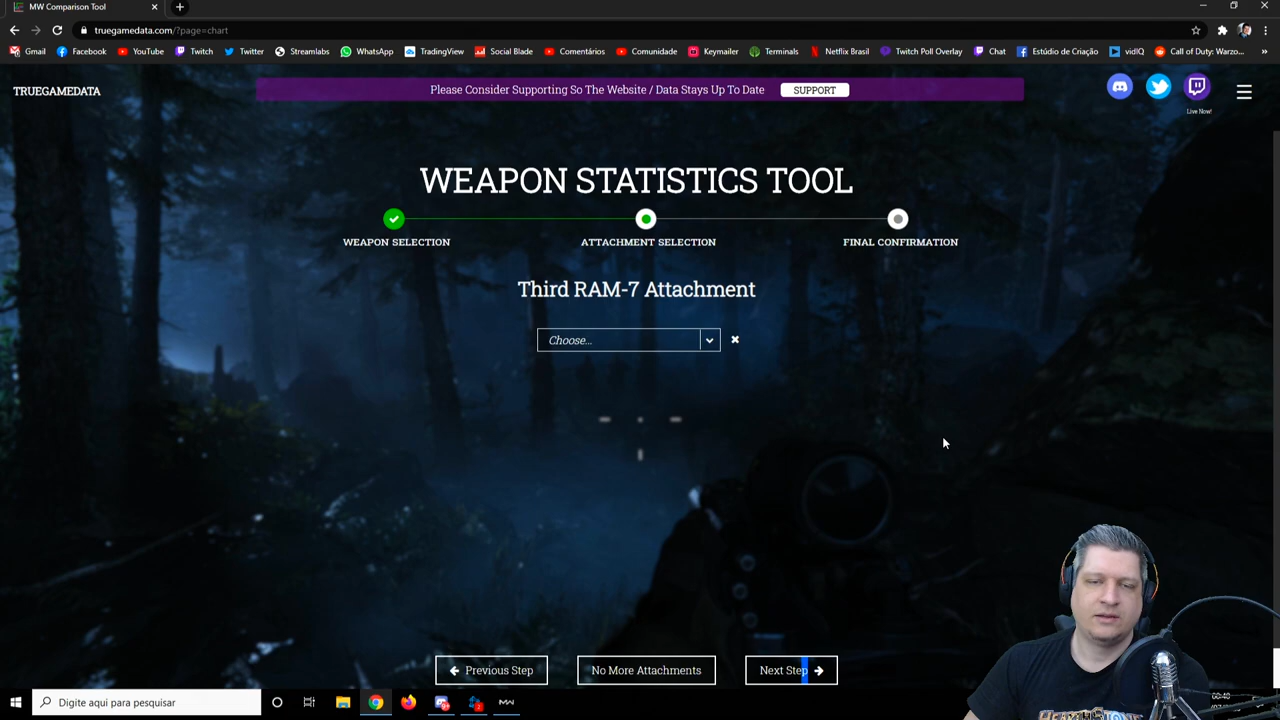 MW Comparison Tool
truegamedata.com/?page=chart
Gmail Facebook YouTube Twitch Twitter Streamlabs WhatsApp TradingView Social Blade Comentários Comunidade Keymailer Terminals Netflix Brasil Twitch Poll Overlay Chat Estúdio de Criação vidIQ Call of Duty: Warzo...
TRUEGAMEDATA
Please Consider Supporting So The Website / Data Stays Up To Date SUPPORT
Live Now!
WEAPON STATISTICS TOOL
WEAPON SELECTION ATTACHMENT SELECTION FINAL CONFIRMATION
Third RAM-7 Attachment
Choose...
Previous Step No More Attachments Next Step
Digite aqui para pesquisar
00:40